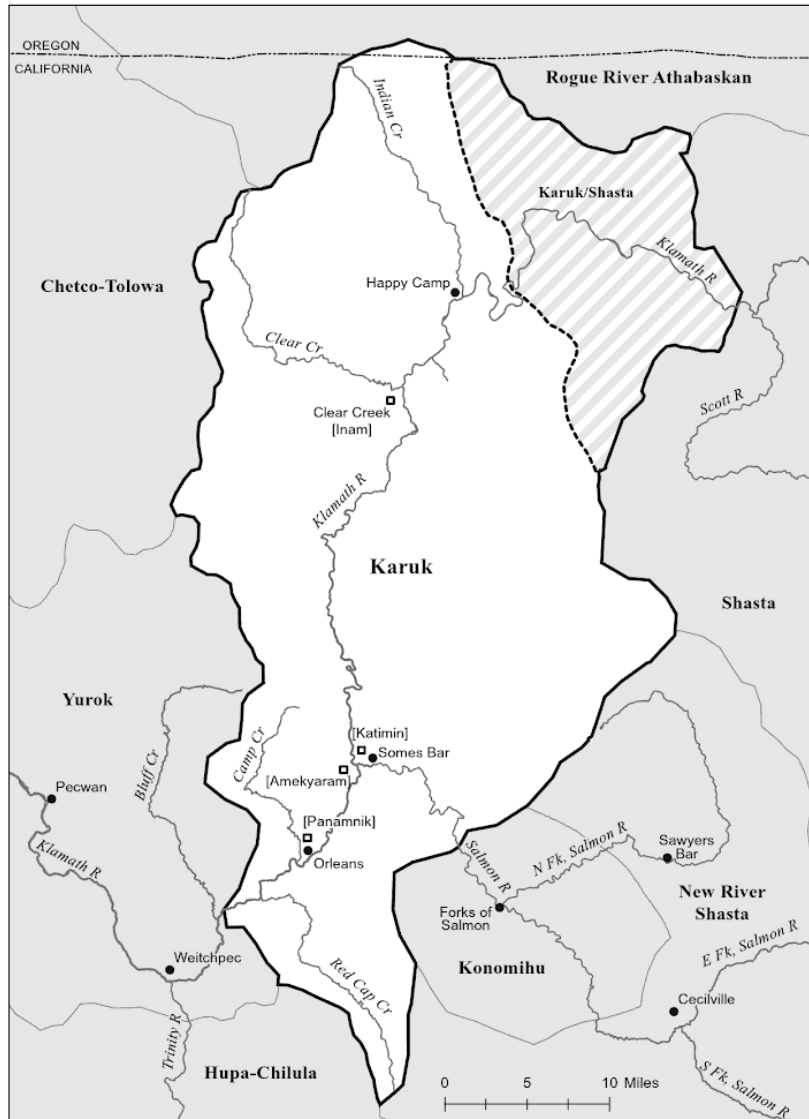 OREGON
CALIFORNIA
Rogue River Athabaskan
Indian Cr
Karuk/Shasta
Klamath R
Chetco-Tolowa
Happy Camp
Clear Cr
Scott R
Clear Creek
[Inam]
Klamath R
Karuk
Shasta
Yurok
Bluff Cr
Camp Cr
[Katimin]
Somes Bar
[Amekyaram]
Pecwan
[Panamnik]
Orleans
Klamath R
Salmon R
N Fk, Salmon R
Sawyers
Bar
New River
Shasta
Forks of
Salmon
E Fk, Salmon R
Weitchpec
Red Cap Cr
Konomihu
Cecilville
Trinity R
Hupa-Chilula
S Fk, Salmon R
0 5 10 Miles